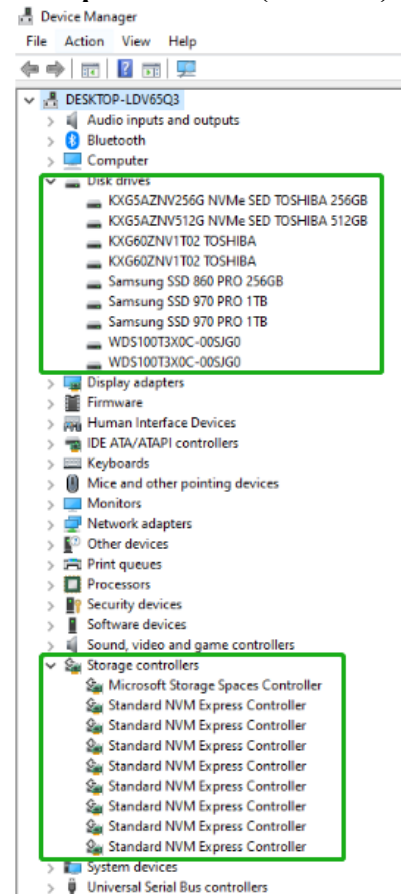 Device Manager
File Action View Help
DESKTOP-LDV65Q3
Audio inputs and outputs
Bluetooth
Computer
Disk drives
KXG5AZNV256G NVMe SED TOSHIBA 256GB
KXG5AZNV512G NVMe SED TOSHIBA 512GB
KXG60ZNV1T02 TOSHIBA
KXG60ZNV1T02 TOSHIBA
Samsung SSD 860 PRO 256GB
Samsung SSD 970 PRO 1TB
Samsung SSD 970 PRO 1TB
WDS100T3X0C-00SJG0
WDS100T3X0C-00SJG0
Display adapters
Firmware
Human Interface Devices
IDE ATA/ATAPI controllers
Keyboards
Mice and other pointing devices
Monitors
Network adapters
Other devices
Print queues
Processors
Security devices
Software devices
Sound, video and game controllers
Storage controllers
Microsoft Storage Spaces Controller
Standard NVM Express Controller
Standard NVM Express Controller
Standard NVM Express Controller
Standard NVM Express Controller
Standard NVM Express Controller
Standard NVM Express Controller
Standard NVM Express Controller
Standard NVM Express Controller
System devices
Universal Serial Bus controllers